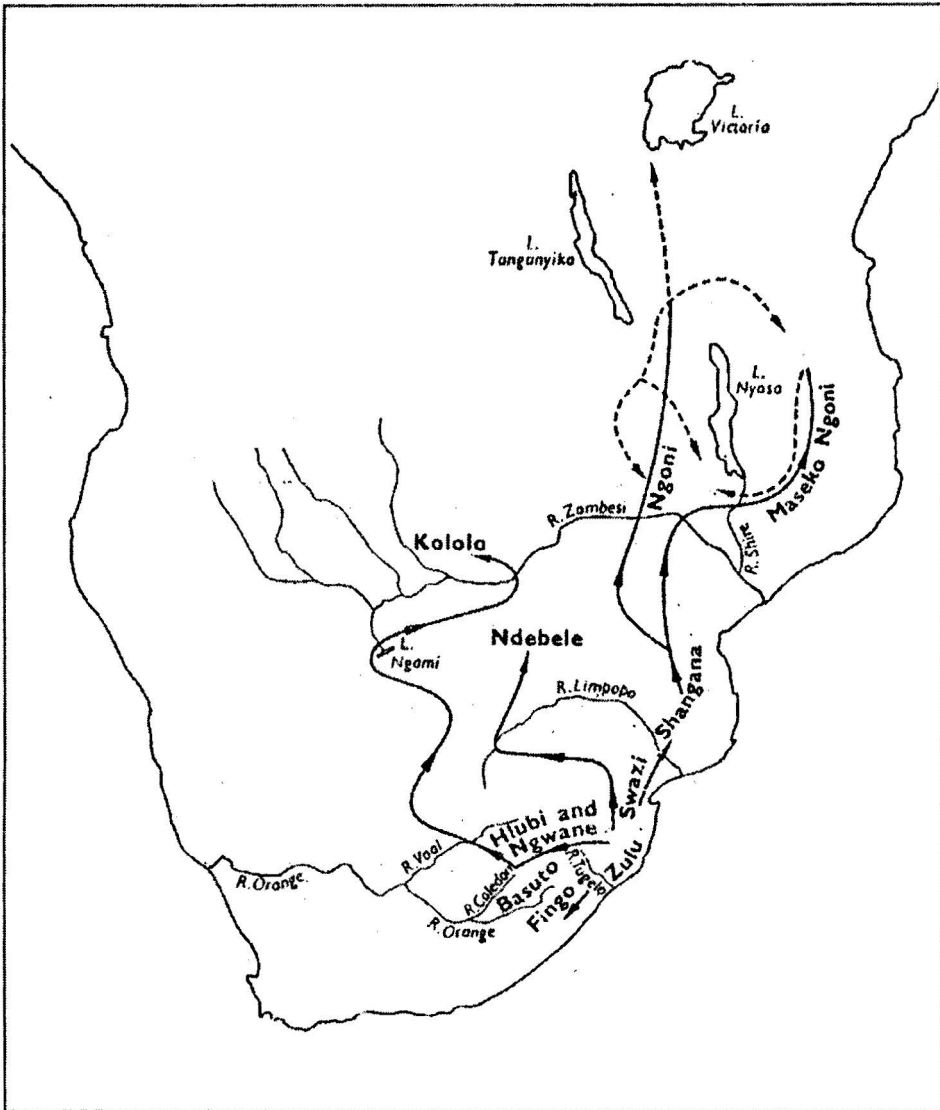 L.
Victoria
L.
Tanganyika
L.
Nyasa
Ngoni
Maseko Ngoni
R. Zambesi
R. Shire
Kololo
L.
Ngami
Ndebele
R. Limpopo
Shangana
Swazi
Hlubi and
Ngwane
Zulu
R. Vaal
R. Tugela
R. Caledon
Basuto
Fingo
R. Orange
R. Orange